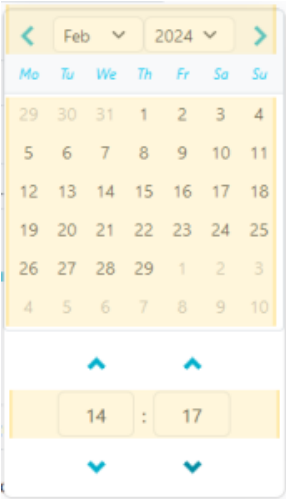 Feb 2024
Mo Tu We Th Fr Sa Su
29 30 31 1 2 3 4
5 6 7 8 9 10 11
12 13 14 15 16 17 18
19 20 21 22 23 24 25
26 27 28 29 1 2 3
4 5 6 7 8 9 10
14 : 17